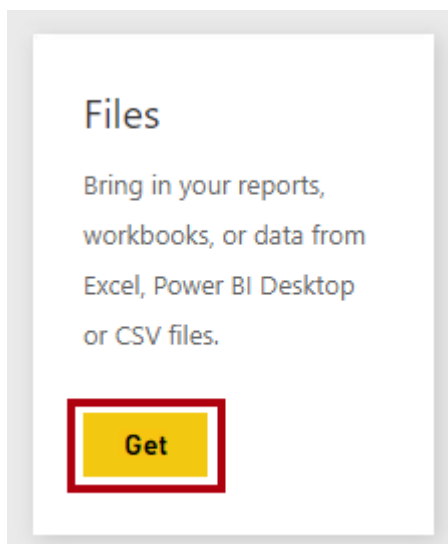 Files
Bring in your reports,
workbooks, or data from
Excel, Power BI Desktop
or CSV files.
Get